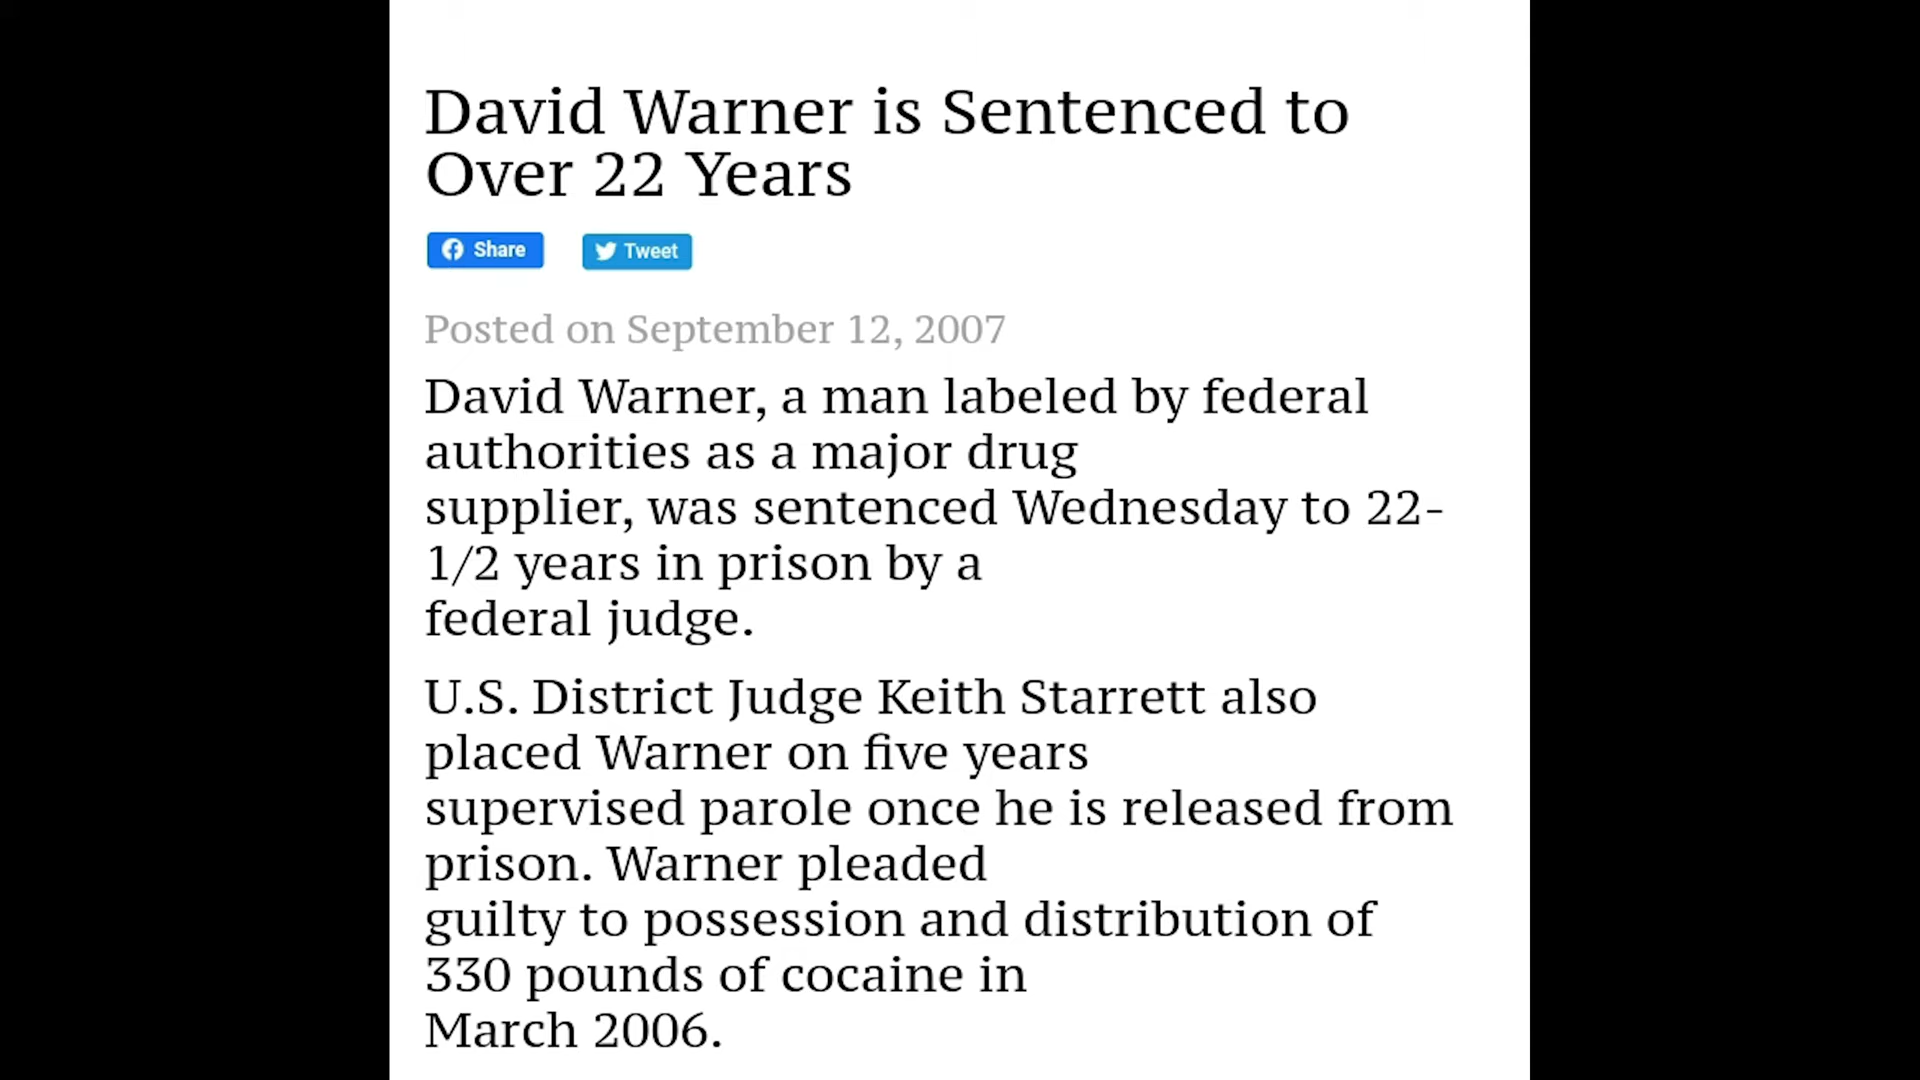 David Warner is Sentenced to
Over 22 Years
Share Tweet
Posted on September 12, 2007
David Warner, a man labeled by federal
authorities as a major drug
supplier, was sentenced Wednesday to 22-
1/2 years in prison by a
federal judge.
U.S. District Judge Keith Starrett also
placed Warner on five years
supervised parole once he is released from
prison. Warner pleaded
guilty to possession and distribution of
330 pounds of cocaine in
March 2006.